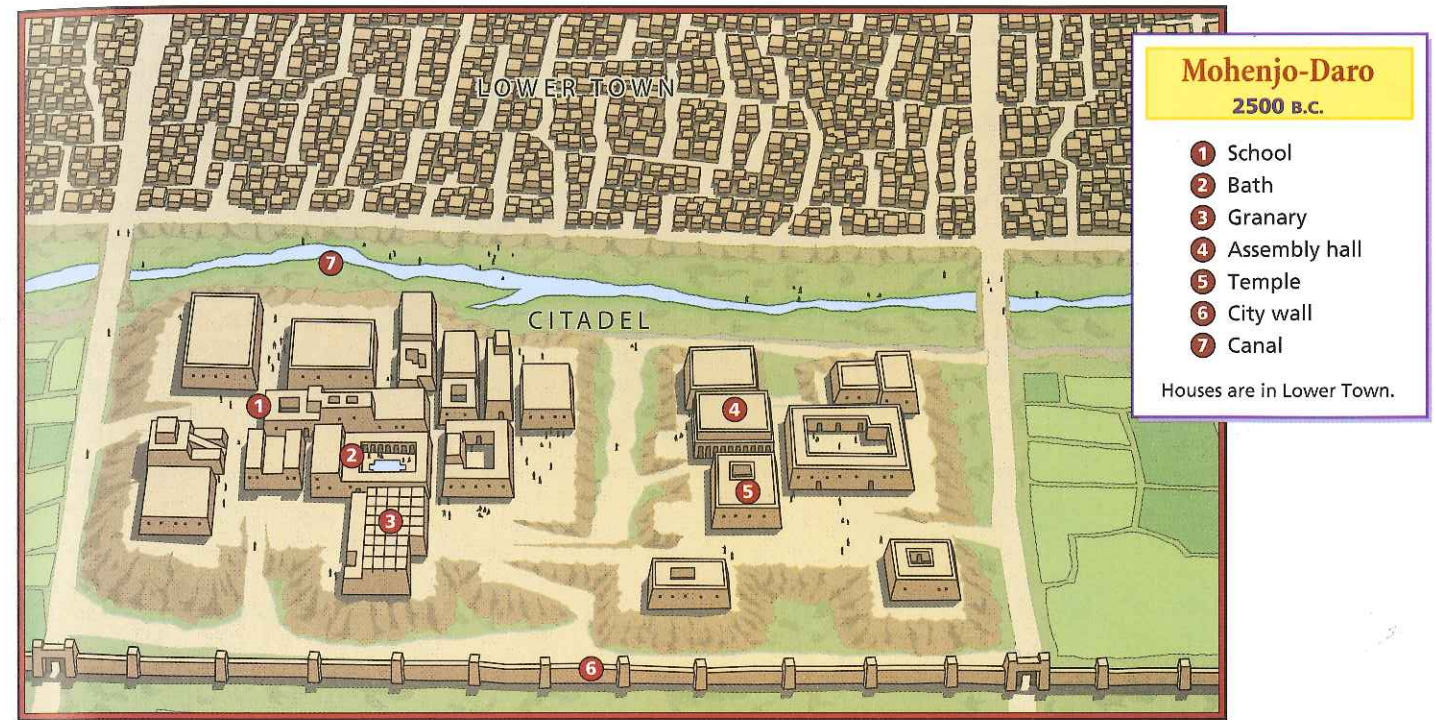 LOWER TOWN
CITADEL
7
1
2
3
4
5
6
Mohenjo-Daro
2500 B.C.
1 School
2 Bath
3 Granary
4 Assembly hall
5 Temple
6 City wall
7 Canal
Houses are in Lower Town.